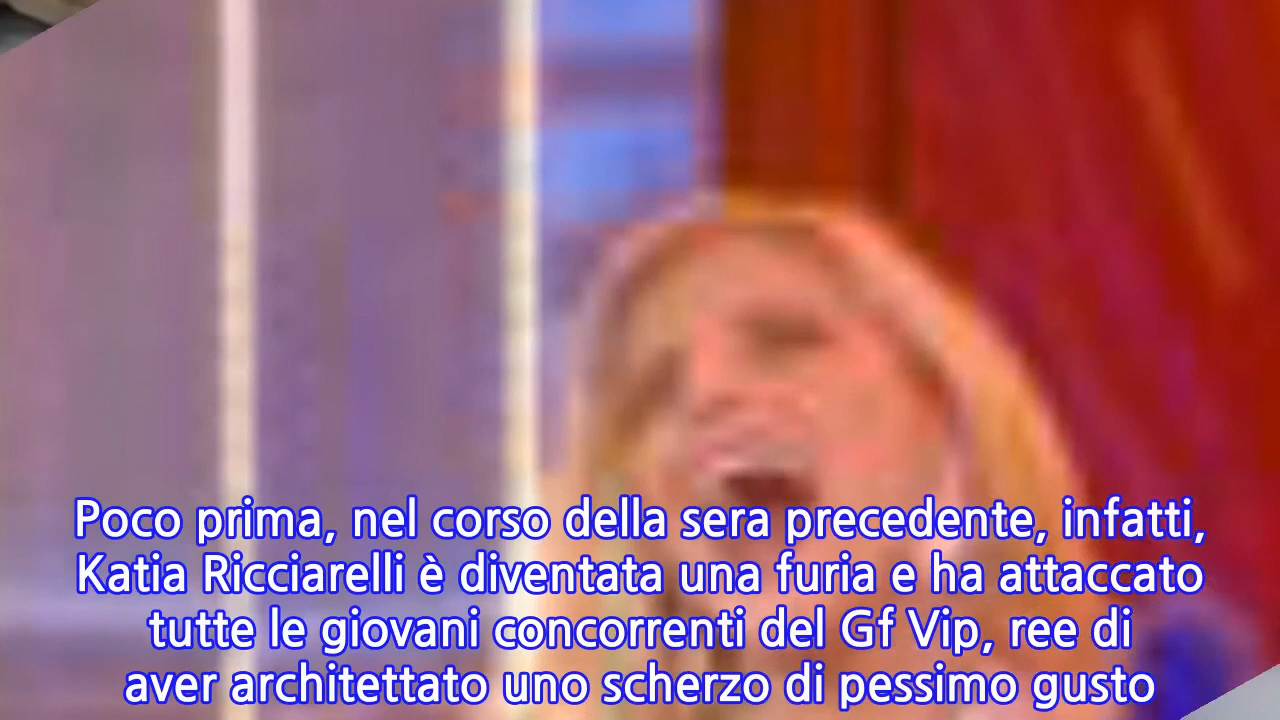 Poco prima, nel corso della sera precedente, infatti,
Katia Ricciarelli è diventata una furia e ha attaccato
tutte le giovani concorrenti del Gf Vip, ree di
aver architettato uno scherzo di pessimo gusto